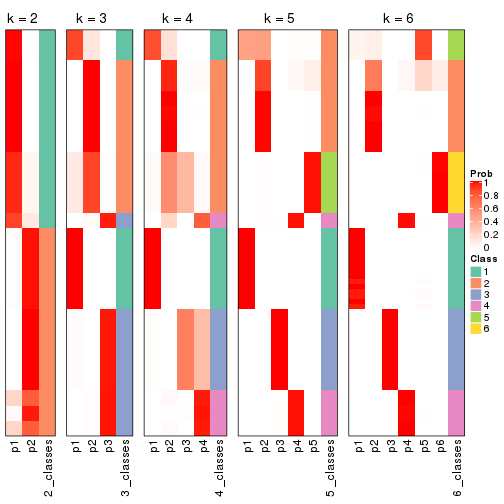 k = 2
k = 3
k = 4
k = 5
k = 6
Prob
1
0.8
0.6
0.4
0.2
0
Class
1
2
3
4
5
6
p1
p2
2_classes
p1
p2
p3
3_classes
p1
p2
p3
p4
4_classes
p1
p2
p3
p4
p5
5_classes
p1
p2
p3
p4
p5
p6
6_classes